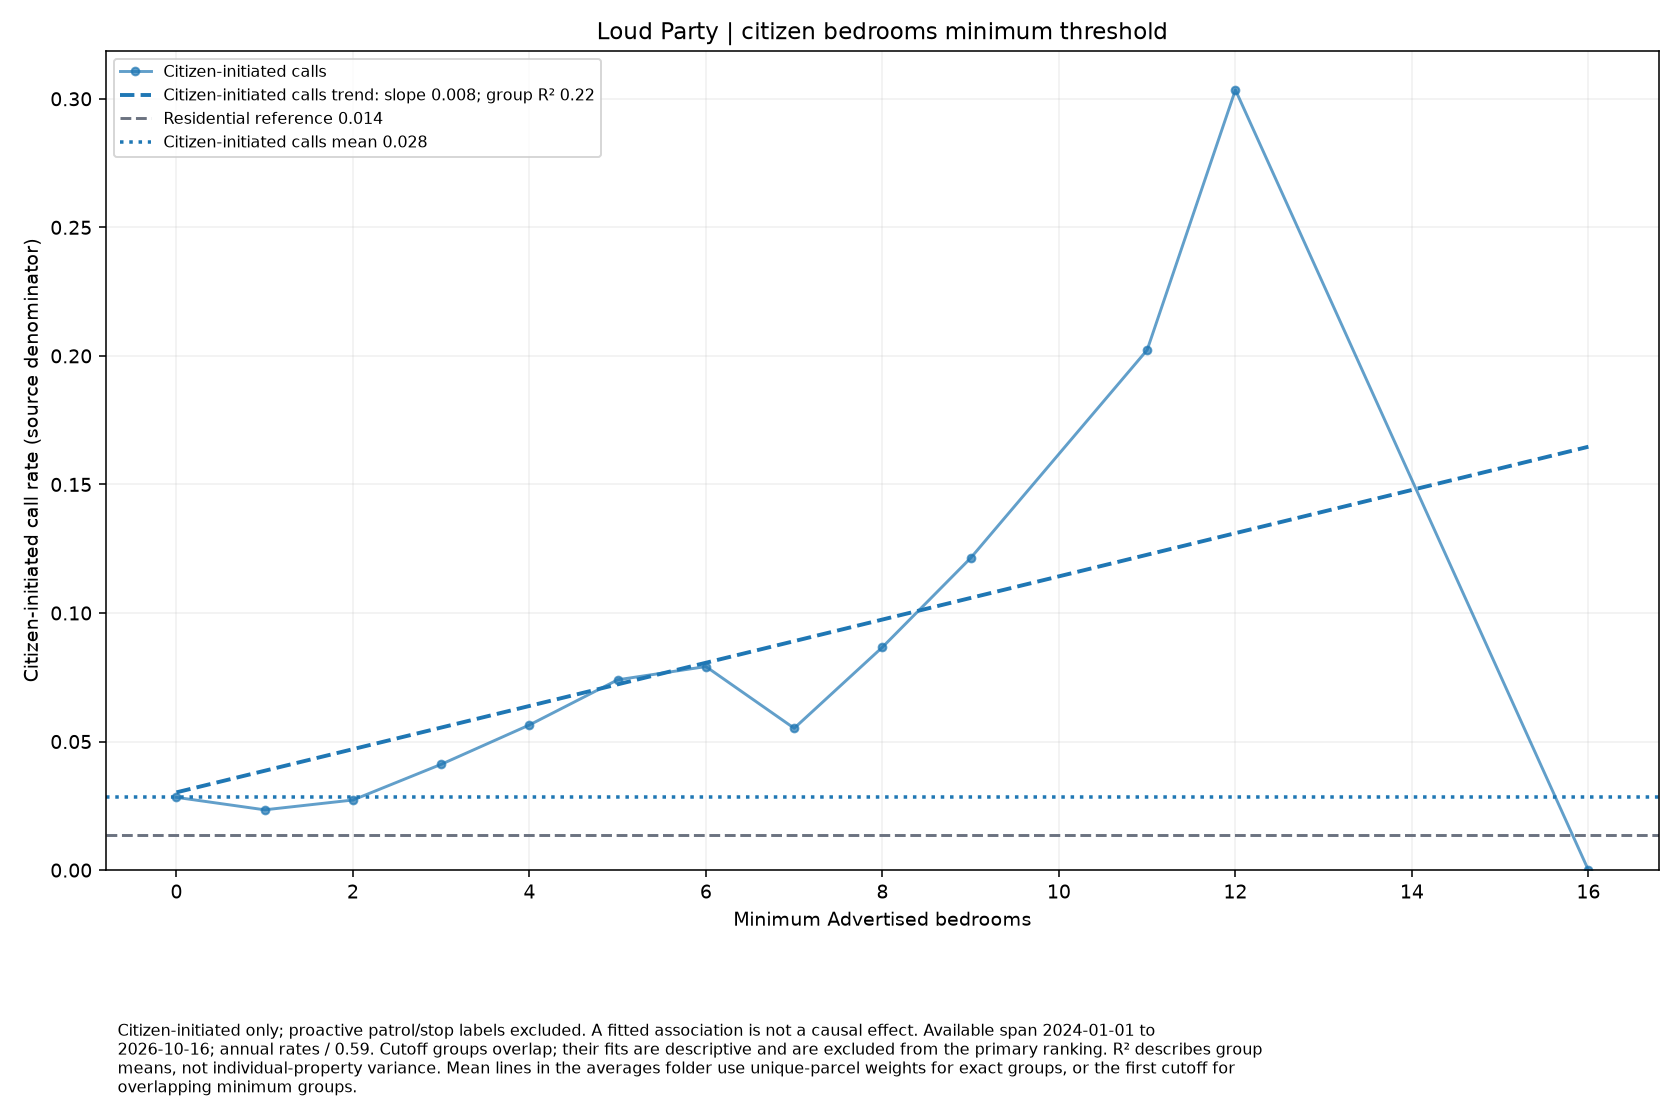 Loud Party | citizen bedrooms minimum threshold
Citizen-initiated calls
Citizen-initiated calls trend: slope 0.008; group R² 0.22
Residential reference 0.014
Citizen-initiated calls mean 0.028
Citizen-initiated call rate (source denominator)
0.30
0.25
0.20
0.15
0.10
0.05
0.00
0 2 4 6 8 10 12 14 16
Minimum Advertised bedrooms
Citizen-initiated only; proactive patrol/stop labels excluded. A fitted association is not a causal effect. Available span 2024-01-01 to
2026-10-16; annual rates / 0.59. Cutoff groups overlap; their fits are descriptive and are excluded from the primary ranking. R² describes group
means, not individual-property variance. Mean lines in the averages folder use unique-parcel weights for exact groups, or the first cutoff for
overlapping minimum groups.